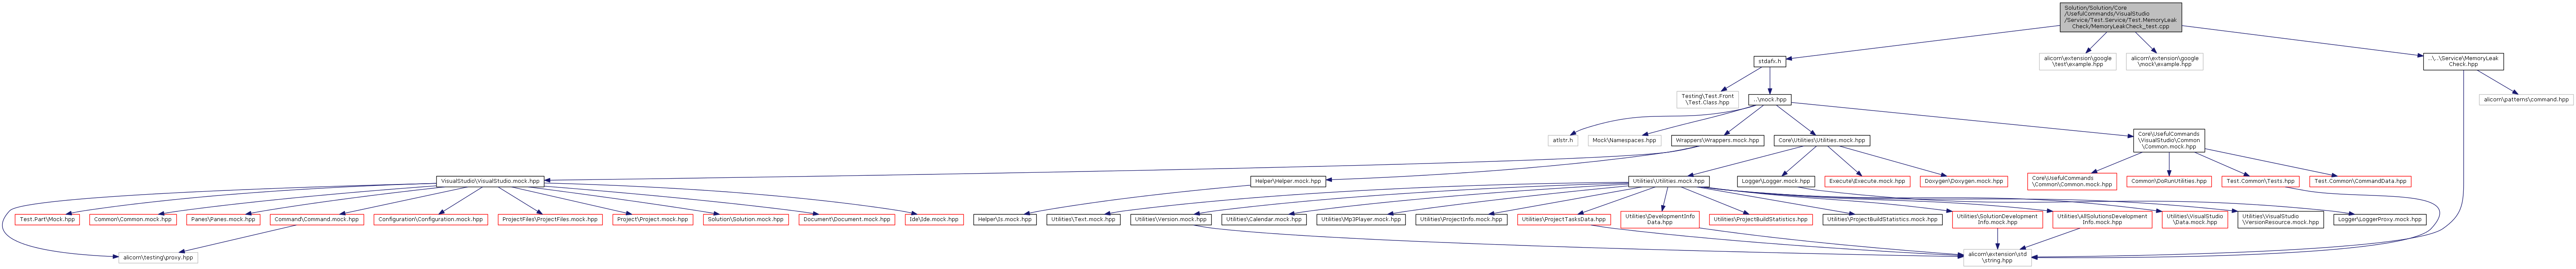 Solution/Solution/Core
/UsefulCommands/VisualStudio
/Service/Test.Service/Test.MemoryLeak
Check/MemoryLeakCheck_test.cpp
stdafx.h
alicorn\extension\google
\test\example.hpp
alicorn\extension\google
\mock\example.hpp
..\..\Service\MemoryLeak
Check.hpp
Testing\Test.Front
\Test.Class.hpp
..\mock.hpp
alicorn\patterns\command.hpp
atlstr.h
Mock\Namespaces.hpp
Wrappers\Wrappers.mock.hpp
Core\Utilities\Utilities.mock.hpp
Core\UsefulCommands
\VisualStudio\Common
\Common.mock.hpp
VisualStudio\VisualStudio.mock.hpp
Helper\Helper.mock.hpp
Utilities\Utilities.mock.hpp
Logger\Logger.mock.hpp
Execute\Execute.mock.hpp
Doxygen\Doxygen.mock.hpp
Core\UsefulCommands
\Common\Common.mock.hpp
Common\DoRunUtilities.hpp
Test.Common\Tests.hpp
Test.Common\CommandData.hpp
Test.Part\Mock.hpp
Common\Common.mock.hpp
Panes\Panes.mock.hpp
Command\Command.mock.hpp
Configuration\Configuration.mock.hpp
ProjectFiles\ProjectFiles.mock.hpp
Project\Project.mock.hpp
Solution\Solution.mock.hpp
Document\Document.mock.hpp
Ide\Ide.mock.hpp
Helper\Js.mock.hpp
Utilities\Text.mock.hpp
Utilities\Version.mock.hpp
Utilities\Calendar.mock.hpp
Utilities\Mp3Player.mock.hpp
Utilities\ProjectInfo.mock.hpp
Utilities\ProjectTasksData.hpp
Utilities\DevelopmentInfo
Data.hpp
Utilities\ProjectBuildStatistics.hpp
Utilities\ProjectBuildStatistics.mock.hpp
Utilities\SolutionDevelopment
Info.mock.hpp
Utilities\AllSolutionsDevelopment
Info.mock.hpp
Utilities\VisualStudio
\Data.mock.hpp
Utilities\VisualStudio
\VersionResource.mock.hpp
Logger\LoggerProxy.mock.hpp
alicorn\testing\proxy.hpp
alicorn\extension\std
\string.hpp